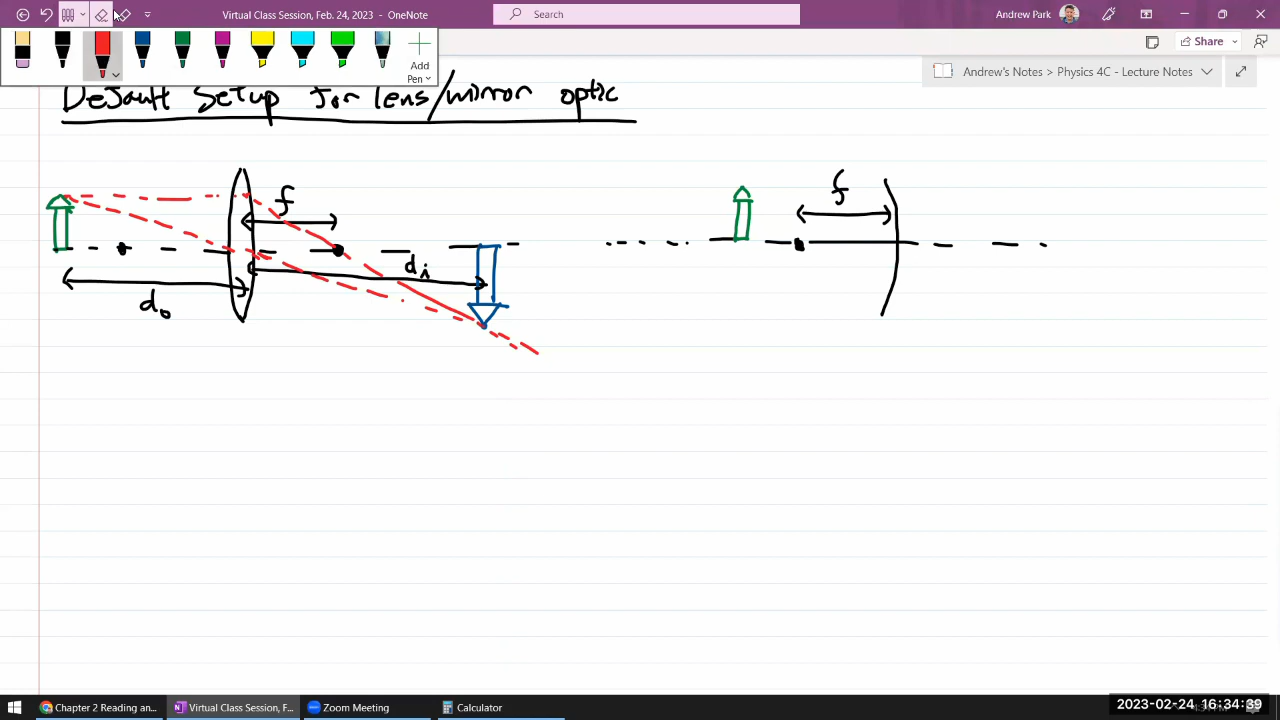 Virtual Class Session, Feb. 24, 2023 - OneNote
Search
Andrew Park
Share
Add
Pen
Andrew's Notes > Physics 4C - Lecture Notes
Default Setup for lens/mirror optic
f
f
di
do
Chapter 2 Reading an...
Virtual Class Session, F...
Zoom Meeting
Calculator
2023-02-24 16:34:39